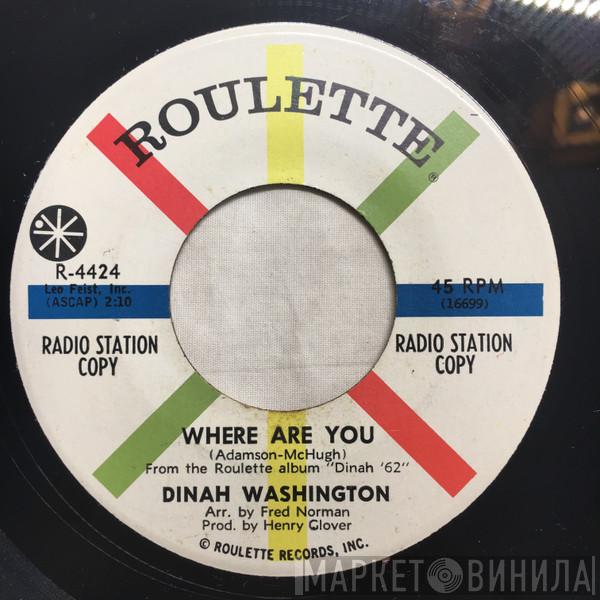 ROULETTE®
R-4424
Leo Feist, Inc.
(ASCAP) 2:10
45 RPM
(16699)
RADIO STATION
COPY
RADIO STATION
COPY
WHERE ARE YOU
(Adamson-McHugh)
From the Roulette album "Dinah '62"
DINAH WASHINGTON
Arr. by Fred Norman
Prod. by Henry Glover
© ROULETTE RECORDS, INC.
МАРКЕТ ВИНИЛА